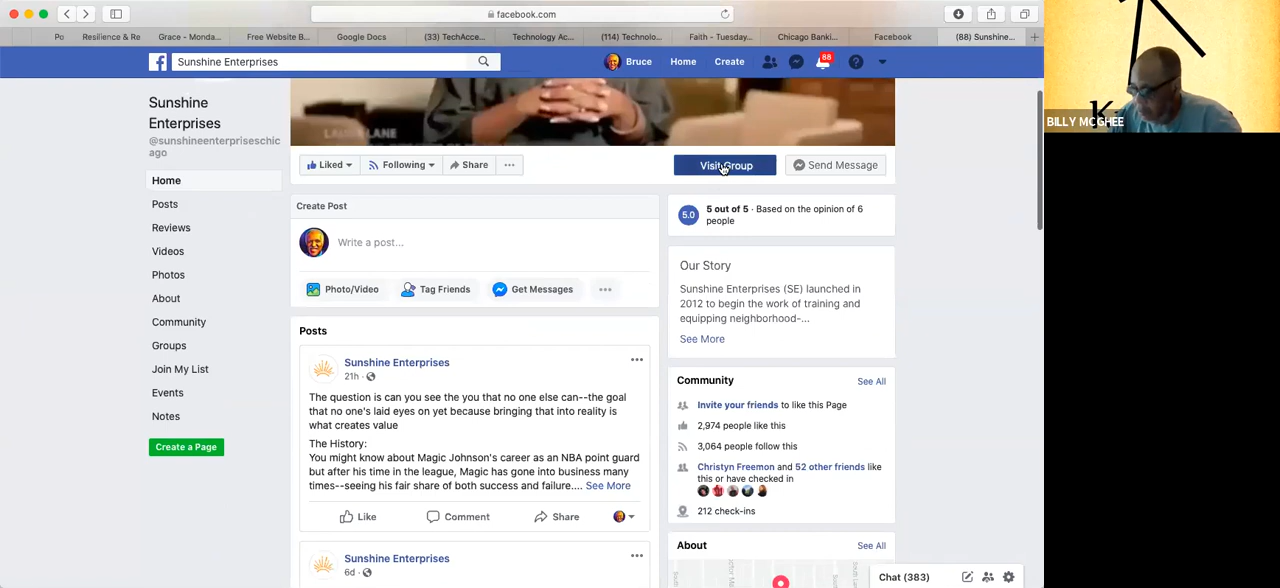 facebook.com
Po
Resilience & Re
Grace - Monda...
Free Website B...
Google Docs
(33) TechAcce...
Technology Ac...
(114) Technolo...
Faith - Tuesday...
Chicago Banki...
Facebook
(88) Sunshine...
Sunshine Enterprises
Bruce
Home
Create
88
BILLY MCGHEE
Sunshine
Enterprises
@sunshineenterpriseschic
ago
Home
Posts
Reviews
Videos
Photos
About
Community
Groups
Join My List
Events
Notes
Create a Page
LANE
Liked
Following
Share
Visit Group
Send Message
Create Post
Write a post...
Photo/Video
Tag Friends
Get Messages
Posts
Sunshine Enterprises
21h ·
The question is can you see the you that no one else can--the goal
that no one's laid eyes on yet because bringing that into reality is
what creates value
The History:
You might know about Magic Johnson's career as an NBA point guard
but after his time in the league, Magic has gone into business many
times--seeing his fair share of both success and failure.... See More
Like
Comment
Share
Sunshine Enterprises
6d ·
5.0
5 out of 5 · Based on the opinion of 6
people
Our Story
Sunshine Enterprises (SE) launched in
2012 to begin the work of training and
equipping neighborhood-...
See More
Community
See All
Invite your friends to like this Page
2,974 people like this
3,064 people follow this
Christyn Freemon and 52 other friends like
this or have checked in
212 check-ins
About
See All
Chat (383)